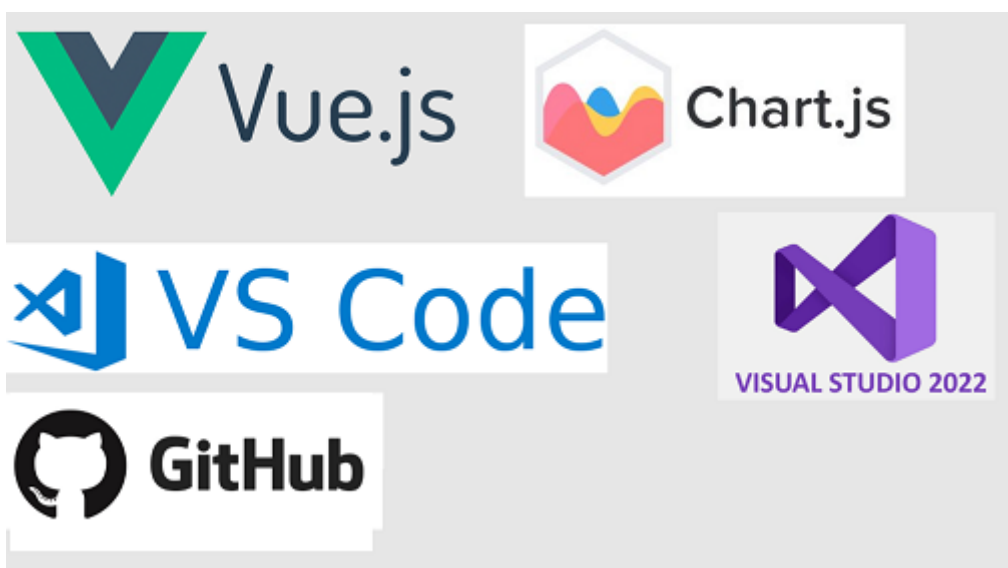 Vue.js
Chart.js
VS Code
VISUAL STUDIO 2022
GitHub